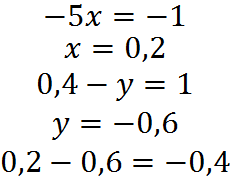 −5x = −1
x = 0,2
0,4 − y = 1
y = −0,6
0,2 − 0,6 = −0,4